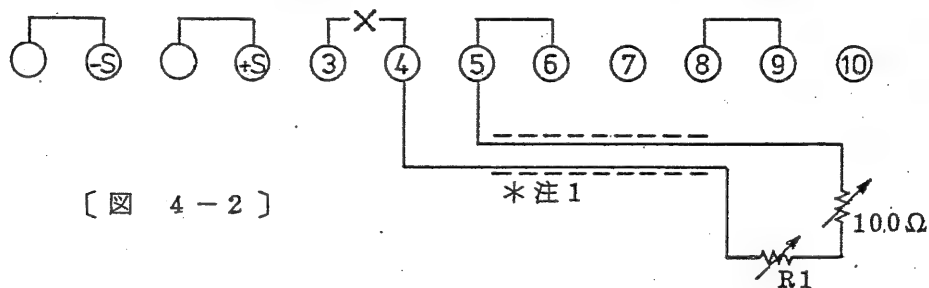 × 
-S +S ③ ④ ⑤ ⑥ ⑦ ⑧ ⑨ ⑩
*注1
〔図 4-2〕
10.0Ω
R1